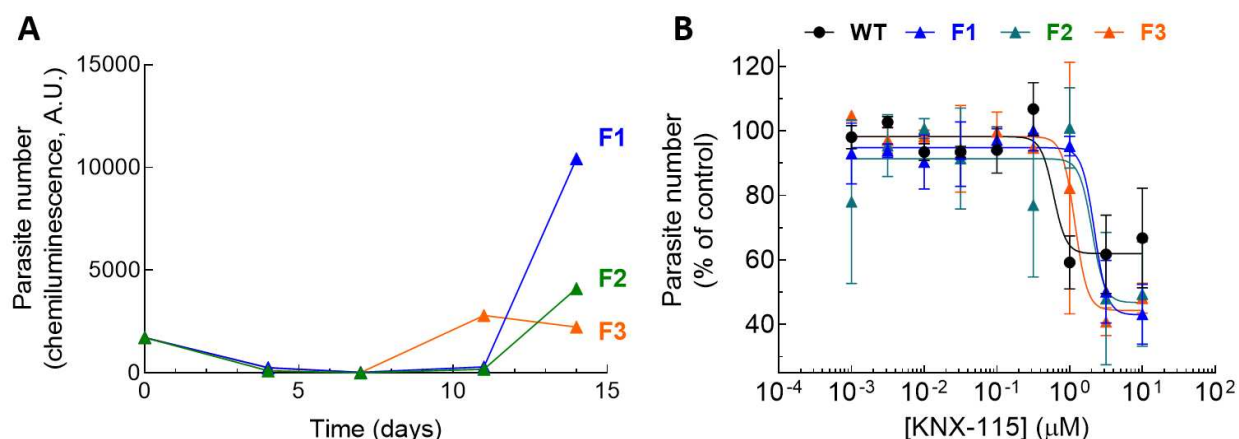 A
Parasite number
(chemiluminescence, A.U.)
15000
10000
5000
0
F1
F2
F3
0
5
10
15
Time (days)
B
WT
F1
F2
F3
Parasite number
(% of control)
120
100
80
60
40
10⁻⁴
10⁻³
10⁻²
10⁻¹
10⁰
10¹
10²
[KNX-115] (μM)